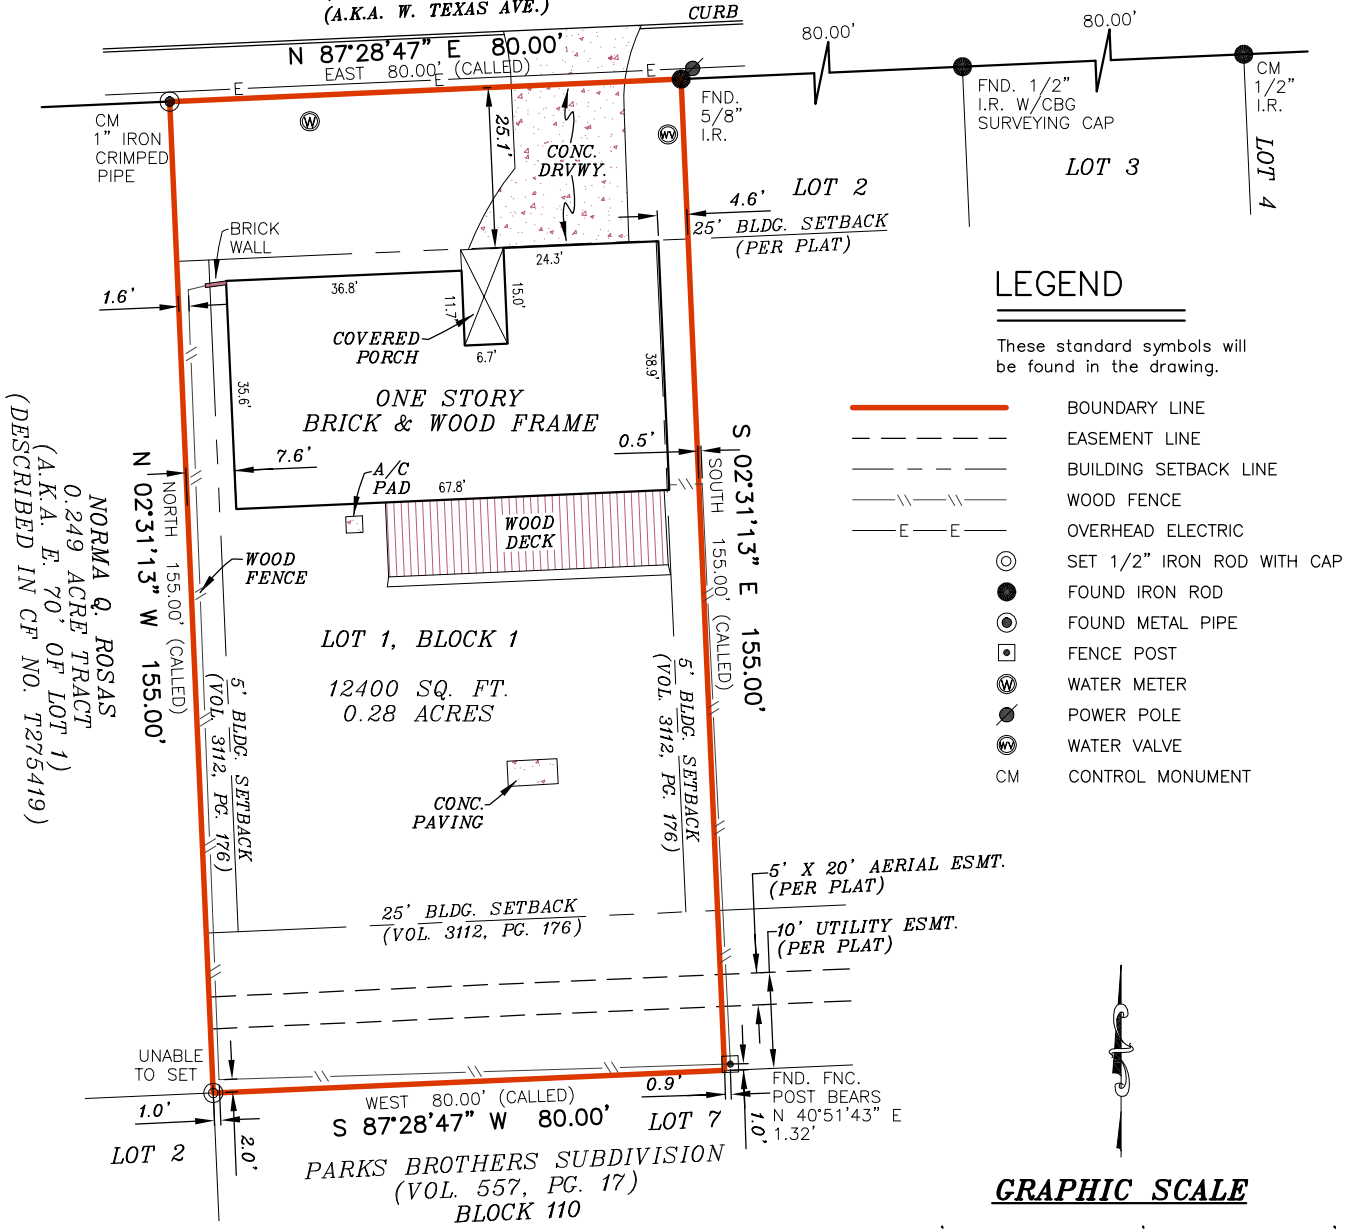 (A.K.A. W. TEXAS AVE.)
CURB
N 87°28'47" E 80.00'
EAST 80.00' (CALLED)
E
E
E
80.00'
80.00'
CM
1" IRON
CRIMPED
PIPE
W
25.1'
CONC.
DRVWY.
FND.
5/8"
I.R.
WV
FND. 1/2"
I.R. W/CBG
SURVEYING CAP
CM
1/2"
I.R.
LOT 2
LOT 3
LOT 4
4.6'
25' BLDG. SETBACK
(PER PLAT)
BRICK
WALL
1.6'
36.8'
24.3'
11.7'
15.0'
6.7'
COVERED
PORCH
38.9'
35.6'
ONE STORY
BRICK & WOOD FRAME
7.6'
0.5'
A/C
PAD
67.8'
WOOD
DECK
WOOD
FENCE
N 02°31'13" W 155.00'
NORTH 155.00' (CALLED)
S 02°31'13" E 155.00'
SOUTH 155.00' (CALLED)
NORMA Q. ROSAS
0.249 ACRE TRACT
(A.K.A. E. 70' OF LOT 1)
(DESCRIBED IN CF NO. T275419)
LOT 1, BLOCK 1
12400 SQ. FT.
0.28 ACRES
5' BLDG. SETBACK
(VOL. 3112, PG. 176)
5' BLDG. SETBACK
(VOL. 3112, PG. 176)
CONC.
PAVING
25' BLDG. SETBACK
(VOL. 3112, PG. 176)
5' X 20' AERIAL ESMT.
(PER PLAT)
10' UTILITY ESMT.
(PER PLAT)
UNABLE
TO SET
1.0'
2.0'
LOT 2
WEST 80.00' (CALLED)
S 87°28'47" W 80.00'
0.9'
LOT 7
1.0'
FND. FNC.
POST BEARS
N 40°51'43" E
1.32'
PARKS BROTHERS SUBDIVISION
(VOL. 557, PG. 17)
BLOCK 110
LEGEND
These standard symbols will
be found in the drawing.
BOUNDARY LINE
EASEMENT LINE
BUILDING SETBACK LINE
WOOD FENCE
E E OVERHEAD ELECTRIC
SET 1/2" IRON ROD WITH CAP
FOUND IRON ROD
FOUND METAL PIPE
FENCE POST
W WATER METER
POWER POLE
WV WATER VALVE
CM CONTROL MONUMENT
GRAPHIC SCALE